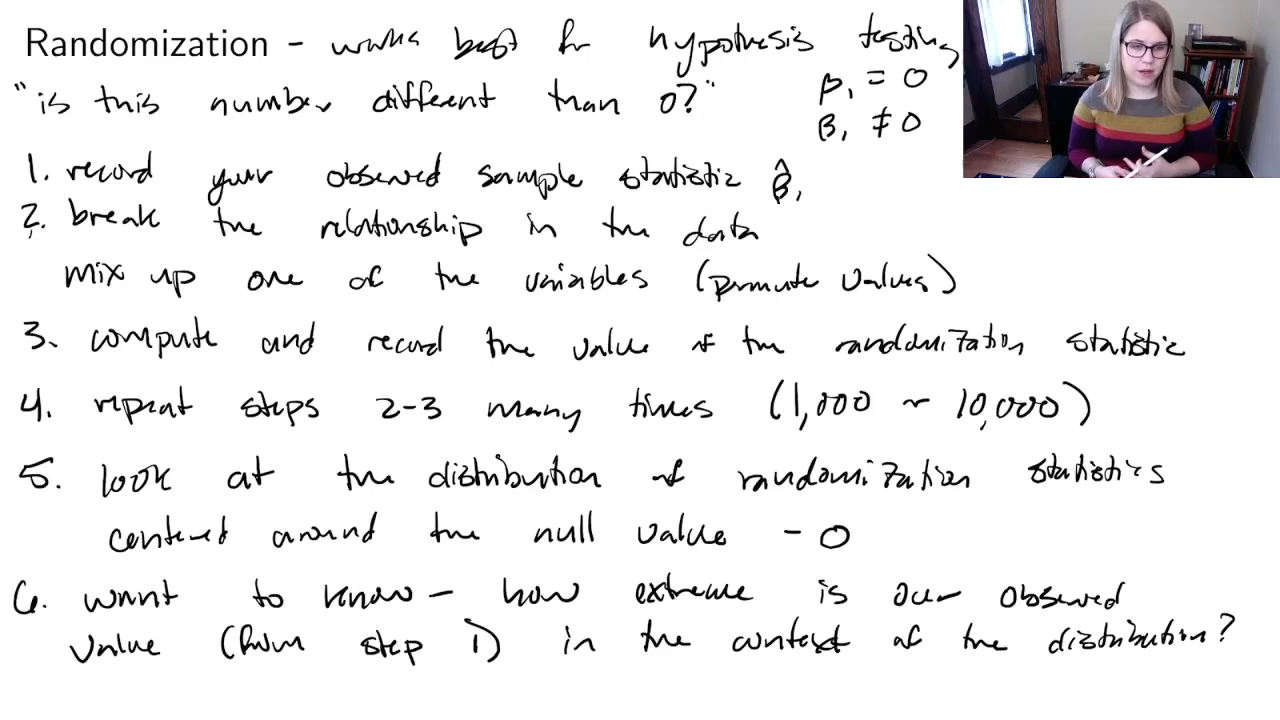 Randomization - works best for hypothesis testing
"is this number different than 0?"
β₁ = 0
β₁ ≠ 0
1. record your observed sample statistic β̂₁
2. break the relationship in the data
mix up one of the variables (permute values)
3. compute and record the value of the randomization statistic
4. repeat steps 2-3 many times (1,000 ~ 10,000)
5. look at the distribution of randomization statistics
centered around the null value - 0
6. want to know - how extreme is our observed
value (from step 1) in the context of the distribution?